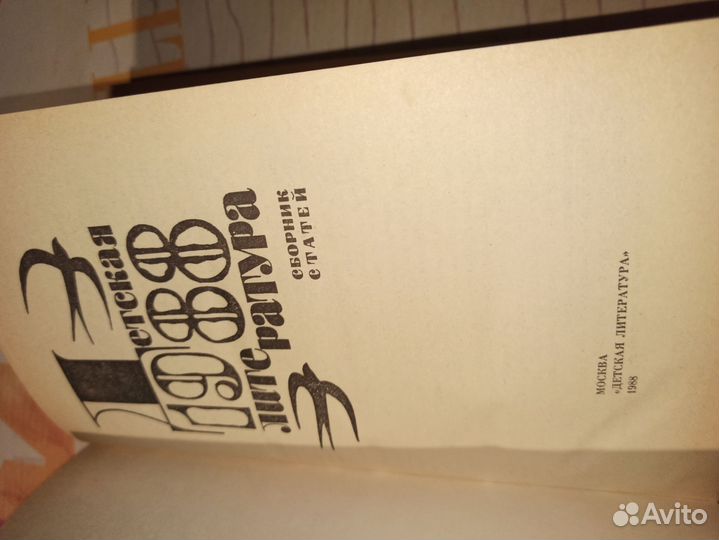 Детская
1988
литература
СБОРНИК
СТАТЕЙ
МОСКВА
«ДЕТСКАЯ ЛИТЕРАТУРА»
1988
Avito